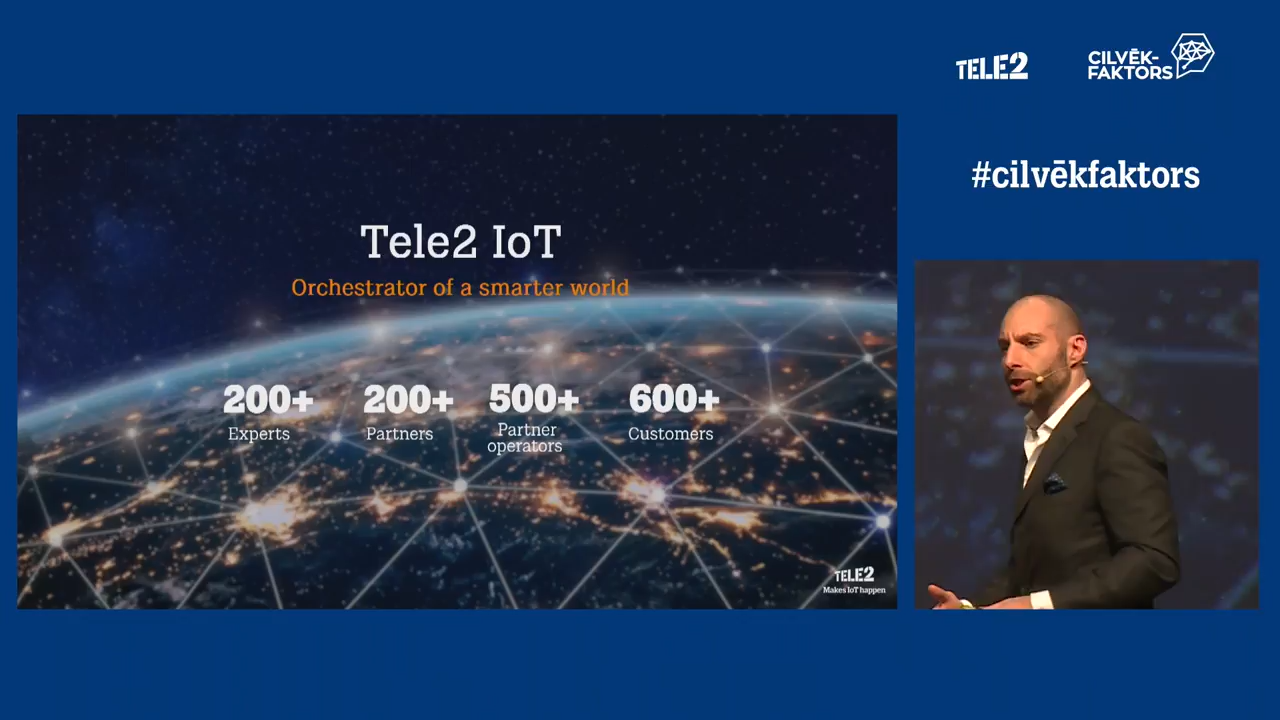 TELE2
CILVĒK-
FAKTORS
#cilvēkfaktors
Tele2 IoT
Orchestrator of a smarter world
200+
Experts
200+
Partners
500+
Partner
operators
600+
Customers
TELE2
Makes IoT happen